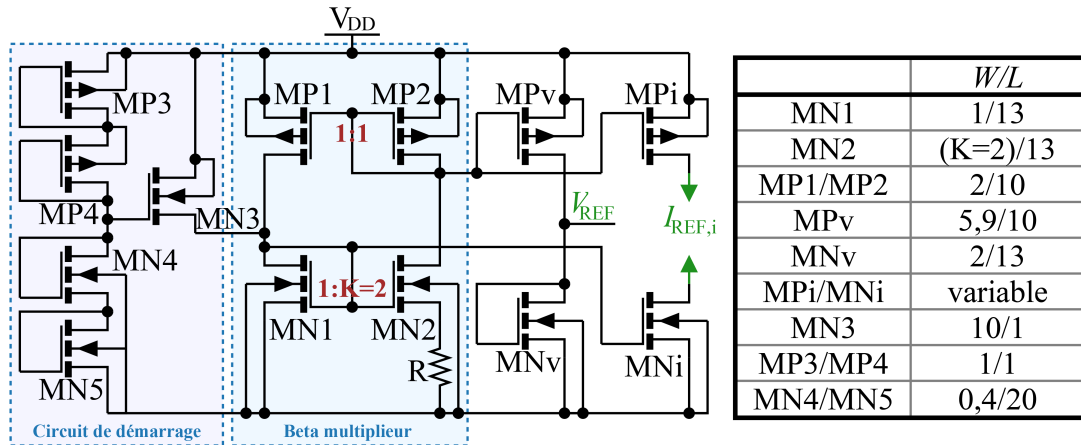 VDD
MP3
MP4
MN3
MN4
MN5
Circuit de démarrage
MP1
MP2
1:1
1:K=2
MN1
MN2
R
Beta multiplieur
MPv
MPi
VREF
IREF,i
MNv
MNi
W/L
MN1 1/13
MN2 (K=2)/13
MP1/MP2 2/10
MPv 5,9/10
MNv 2/13
MPi/MNi variable
MN3 10/1
MP3/MP4 1/1
MN4/MN5 0,4/20